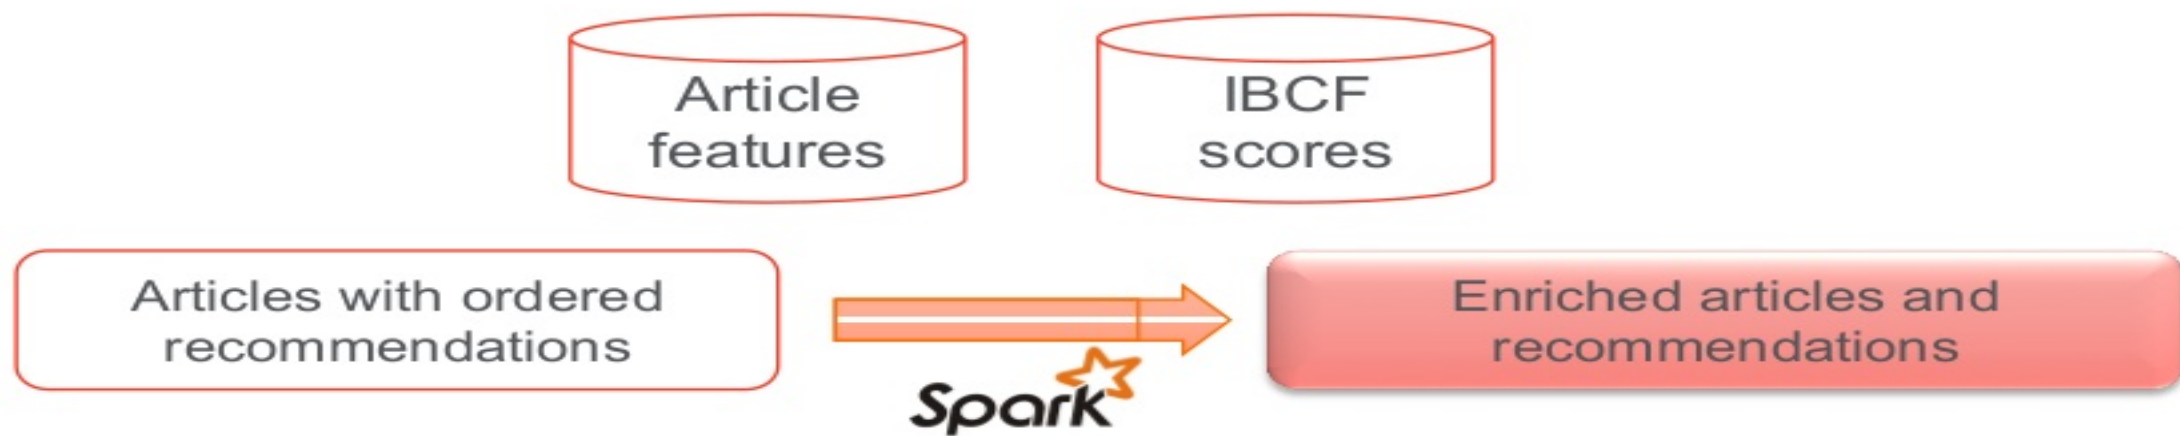 Article
features
IBCF
scores
Articles with ordered
recommendations
Enriched articles and
recommendations
Spark